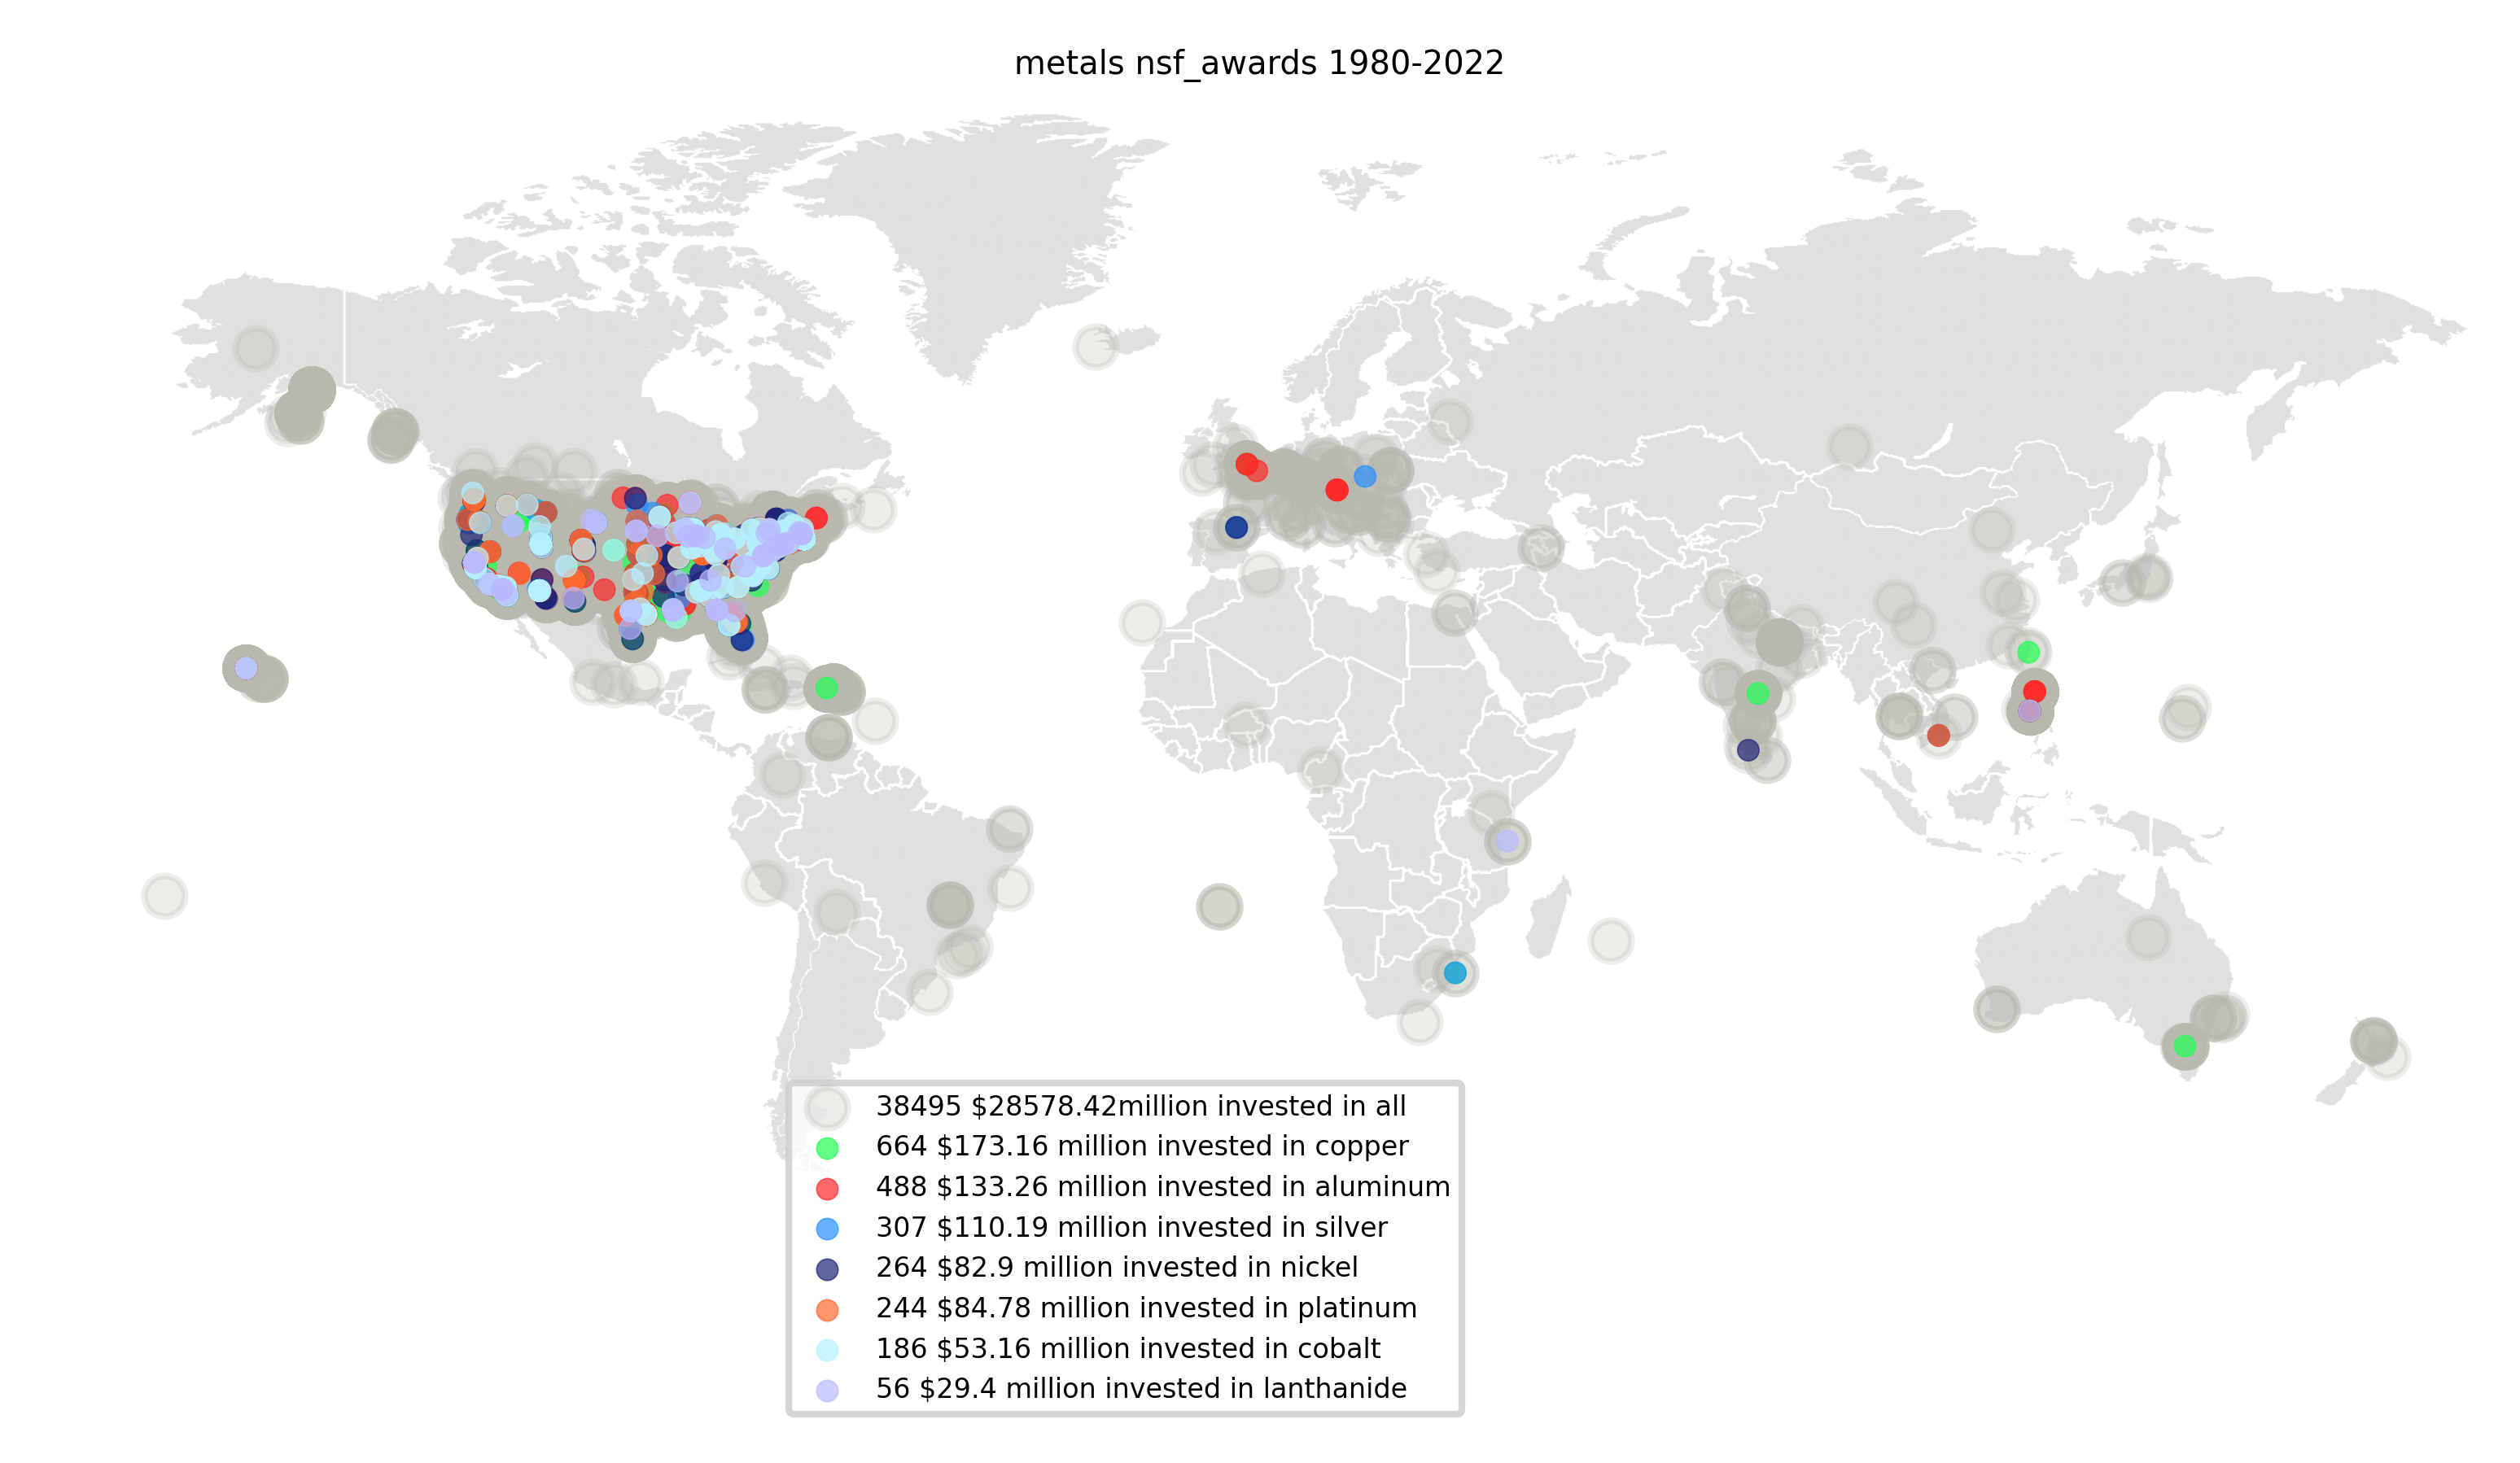 metals nsf_awards 1980-2022
38495 $28578.42million invested in all
664 $173.16 million invested in copper
488 $133.26 million invested in aluminum
307 $110.19 million invested in silver
264 $82.9 million invested in nickel
244 $84.78 million invested in platinum
186 $53.16 million invested in cobalt
56 $29.4 million invested in lanthanide